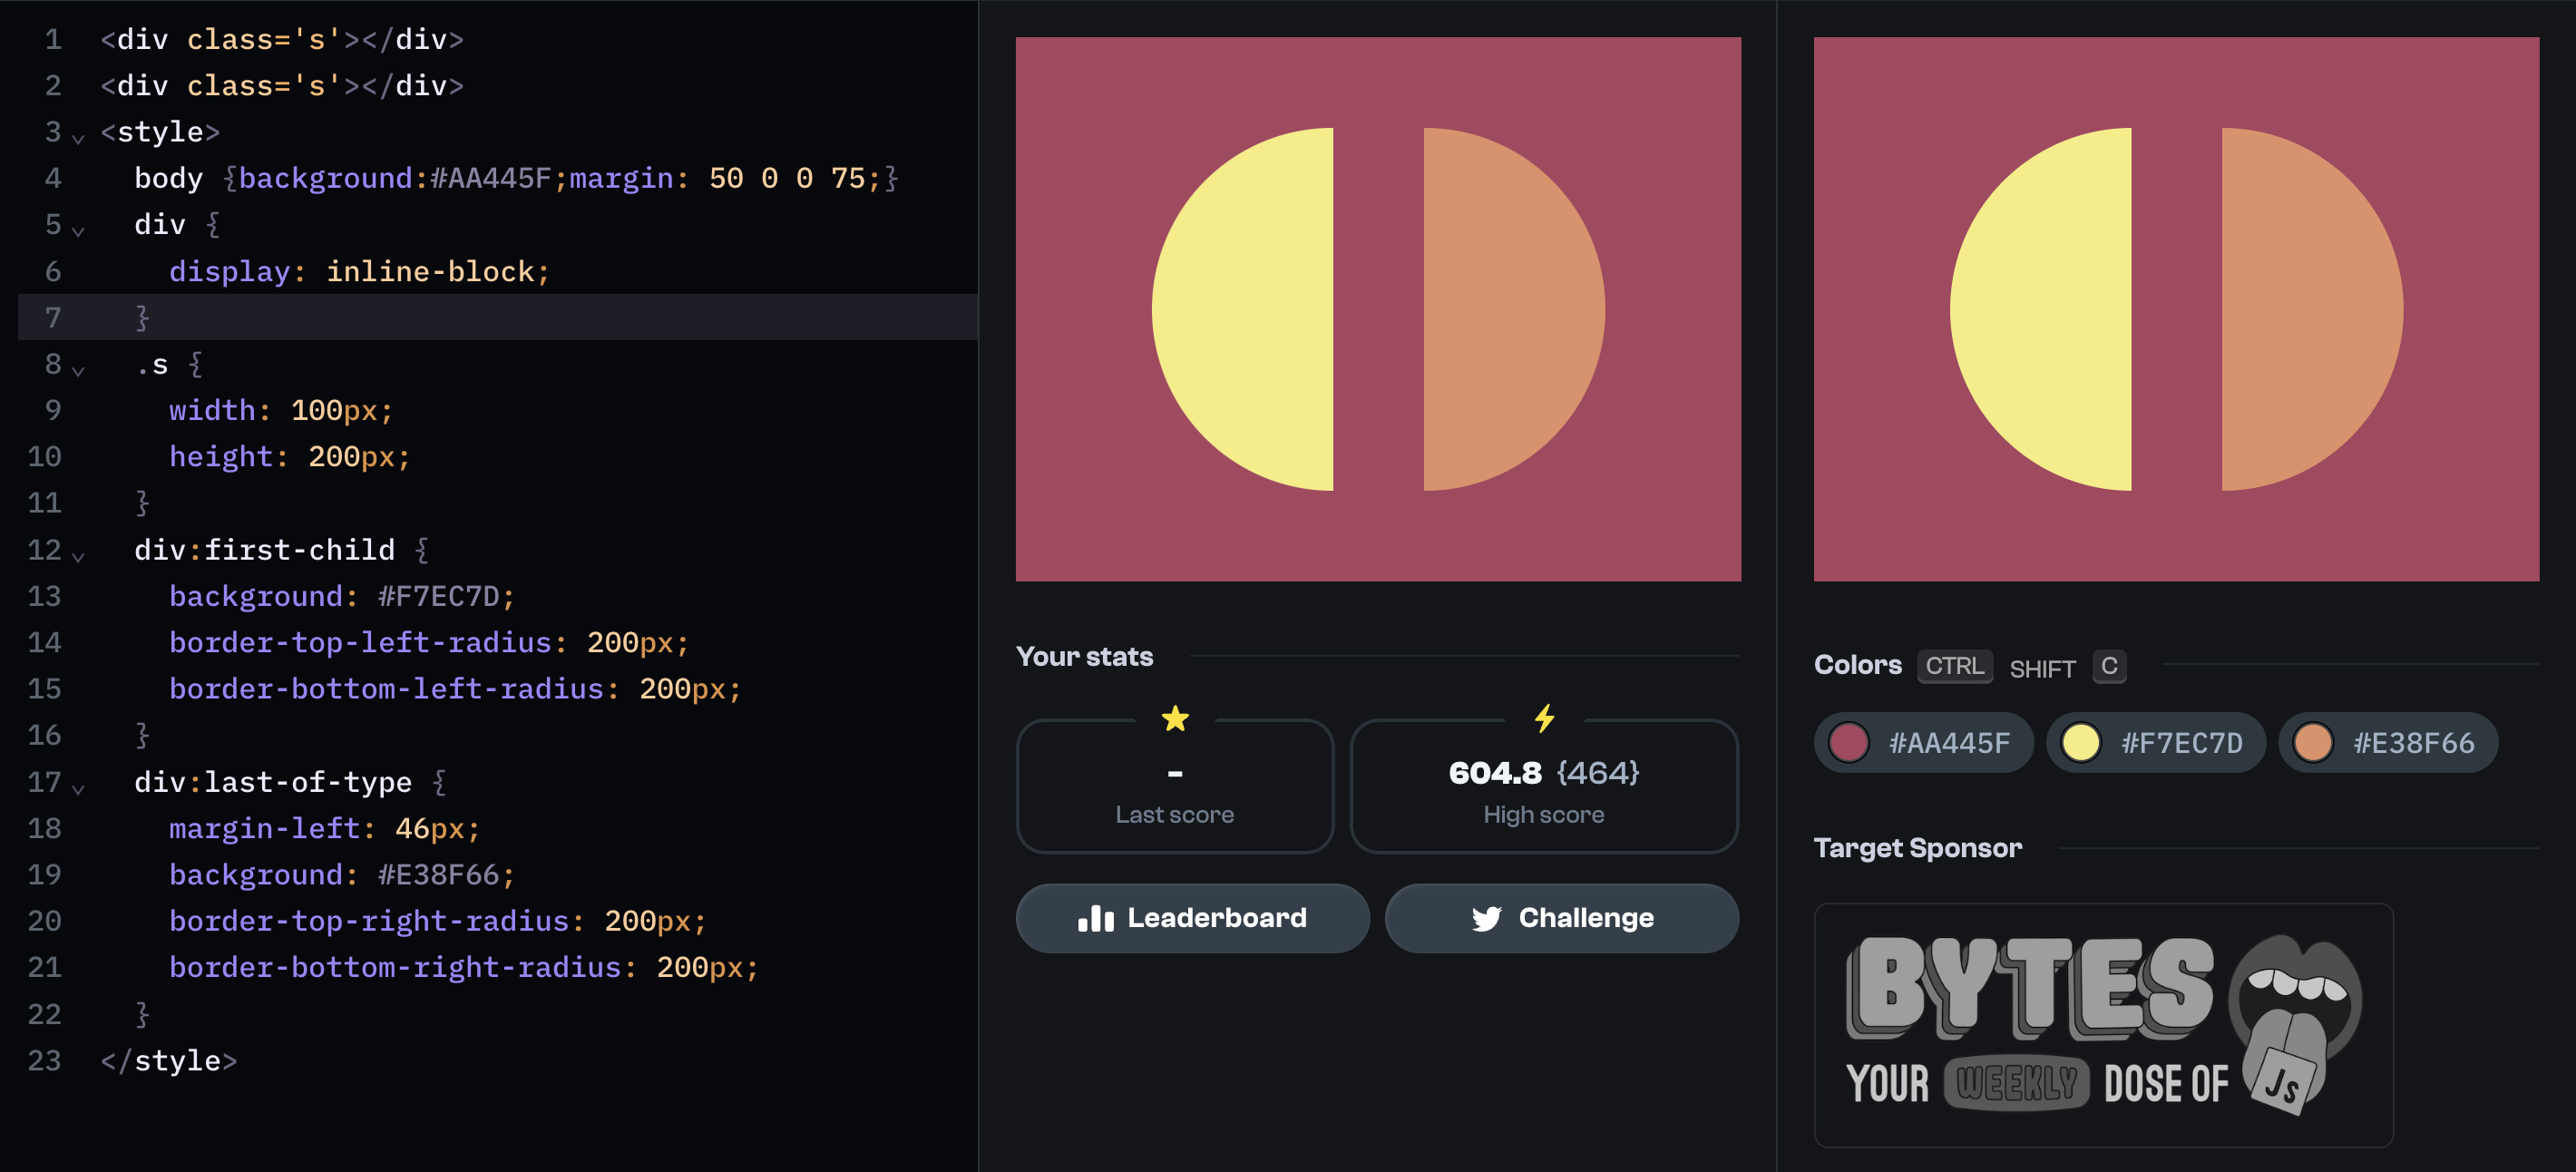 1 <div class='s'></div>
2 <div class='s'></div>
3 <style>
4 body {background:#AA445F;margin: 50 0 0 75;}
5 div {
6 display: inline-block;
7 }
8 .s {
9 width: 100px;
10 height: 200px;
11 }
12 div:first-child {
13 background: #F7EC7D;
14 border-top-left-radius: 200px;
15 border-bottom-left-radius: 200px;
16 }
17 div:last-of-type {
18 margin-left: 46px;
19 background: #E38F66;
20 border-top-right-radius: 200px;
21 border-bottom-right-radius: 200px;
22 }
23 </style>
Your stats
-
Last score
604.8 {464}
High score
Leaderboard
Challenge
Colors CTRL SHIFT C
#AA445F #F7EC7D #E38F66
Target Sponsor
BYTES
YOUR WEEKLY DOSE OF
Js